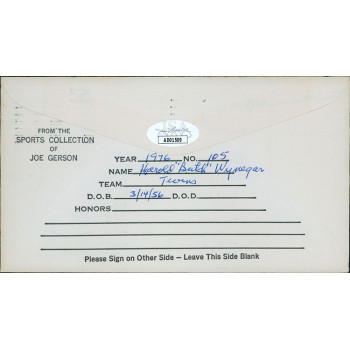 FROM THE
SPORTS COLLECTION
OF
JOE GERSON
AD01509
YEAR 1976 NO. 105
NAME Harold "Butch" Wynegar
TEAM Twins
D.O.B. 3/14/56 D.O.D.
HONORS
Please Sign on Other Side – Leave This Side Blank